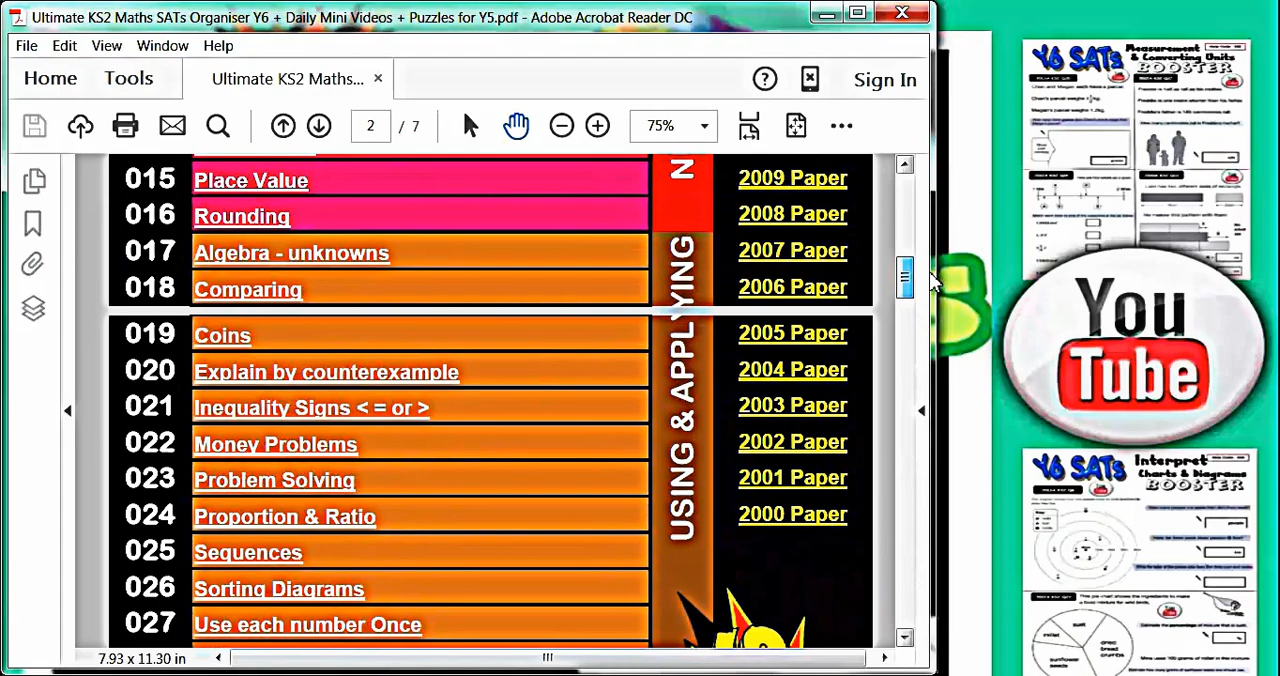 Ultimate KS2 Maths SATs Organiser Y6 + Daily Mini Videos + Puzzles for Y5.pdf - Adobe Acrobat Reader DC
File Edit View Window Help
Home Tools Ultimate KS2 Maths... × Sign In
2 / 7 75%
015 Place Value 2009 Paper
016 Rounding 2008 Paper
017 Algebra - unknowns 2007 Paper
018 Comparing 2006 Paper
019 Coins 2005 Paper
020 Explain by counterexample 2004 Paper
021 Inequality Signs < = or > 2003 Paper
022 Money Problems 2002 Paper
023 Problem Solving 2001 Paper
024 Proportion & Ratio 2000 Paper
025 Sequences
026 Sorting Diagrams
027 Use each number Once
N
USING & APPLYING
7.93 x 11.30 in
Y6 SATs Measurement
& Converting Units
BOOSTER
You
Tube
Y6 SATs Interpret
Charts & Diagrams
BOOSTER